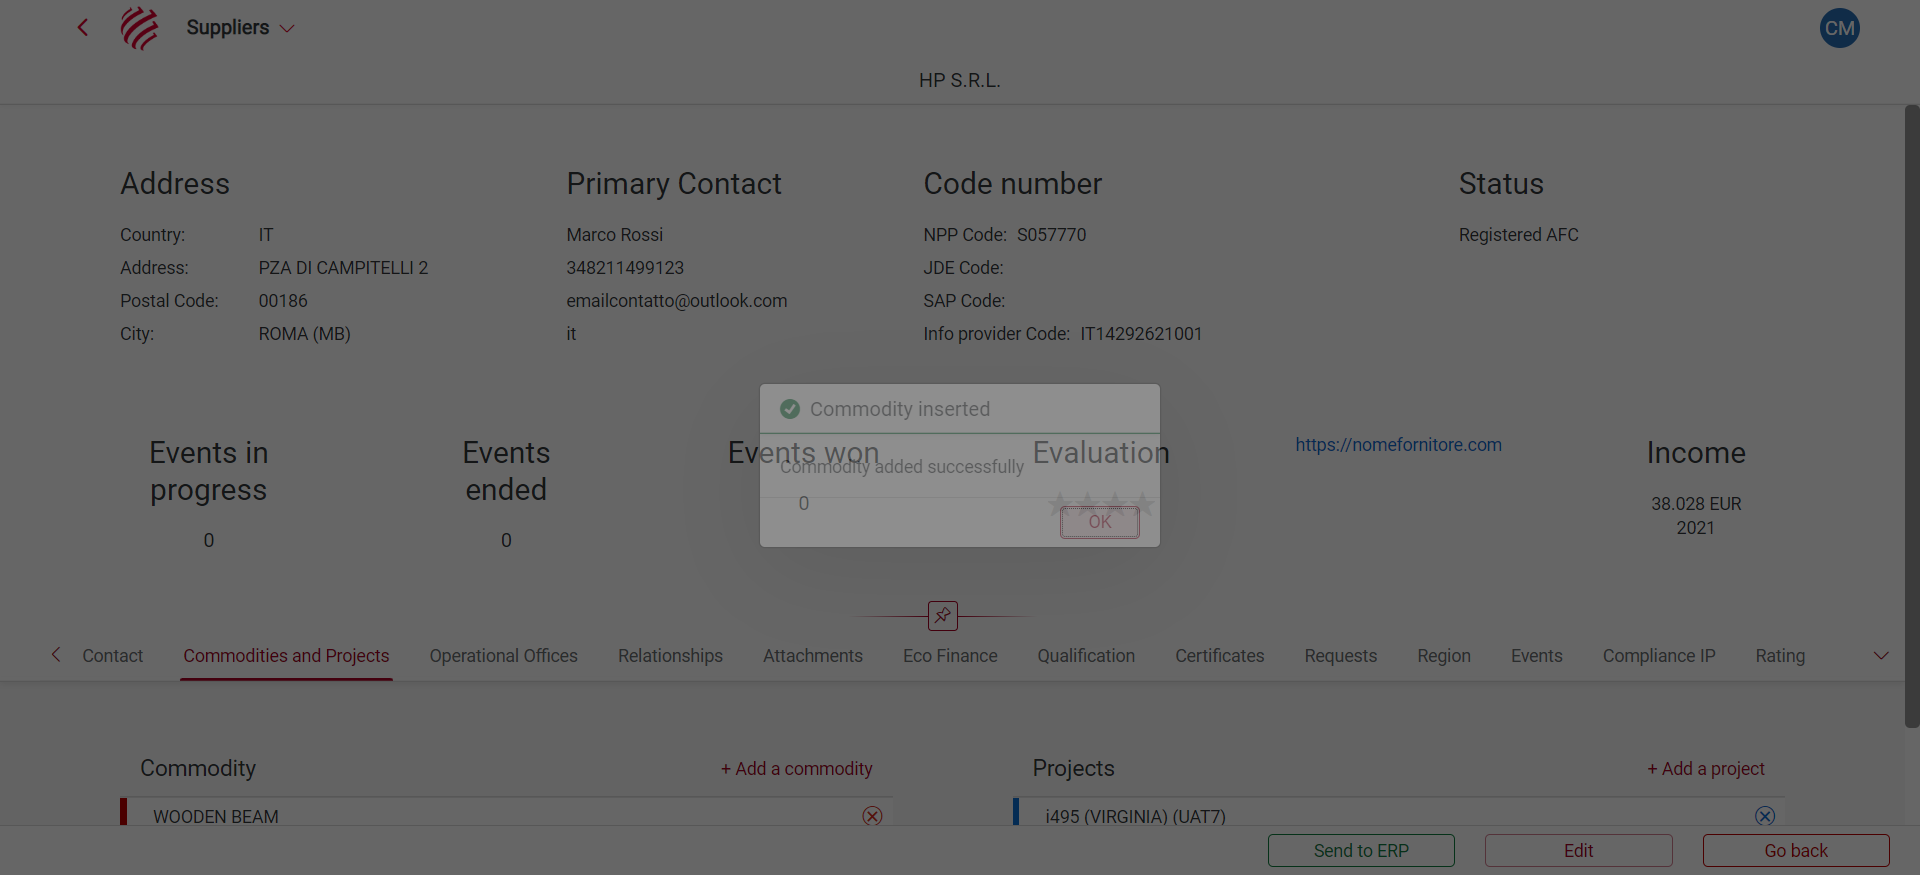 Suppliers
CM
HP S.R.L.
Address
Country: IT
Address: PZA DI CAMPITELLI 2
Postal Code: 00186
City: ROMA (MB)
Primary Contact
Marco Rossi
348211499123
emailcontatto@outlook.com
it
Code number
NPP Code: S057770
JDE Code:
SAP Code:
Info provider Code: IT14292621001
Status
Registered AFC
Commodity inserted
Commodity added successfully
OK
Events in
progress
0
Events
ended
0
Events won
0
Evaluation
https://nomefornitore.com
Income
38.028 EUR
2021
Contact Commodities and Projects Operational Offices Relationships Attachments Eco Finance Qualification Certificates Requests Region Events Compliance IP Rating
Commodity + Add a commodity
WOODEN BEAM
Projects + Add a project
i495 (VIRGINIA) (UAT7)
Send to ERP Edit Go back